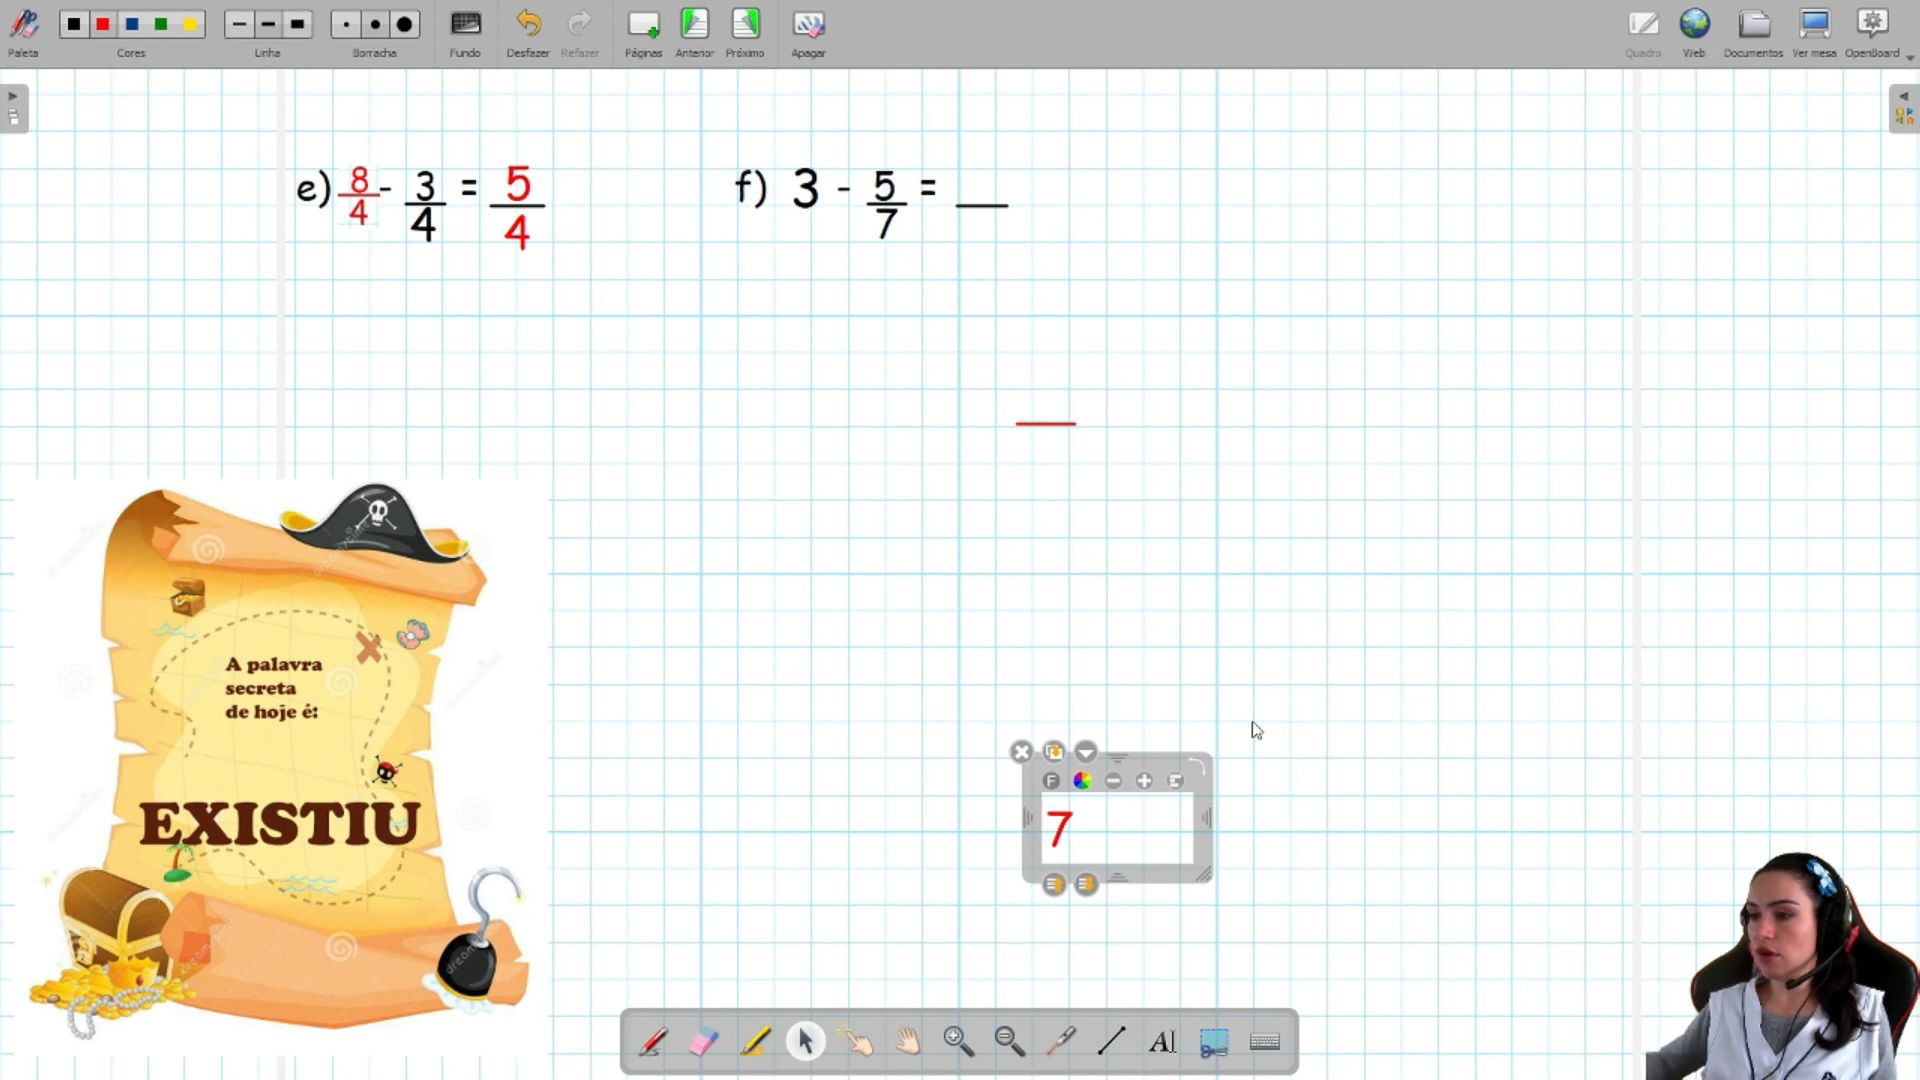 Paleta Cores Linha Borracha Fundo Desfazer Refazer Páginas Anterior Próximo Apagar Quadro Web Documentos Ver mesa OpenBoard
e) 8/4 - 3/4 = 5/4
f) 3 - 5/7 = __
A palavra
secreta
de hoje é:
EXISTIU
F
7
AI